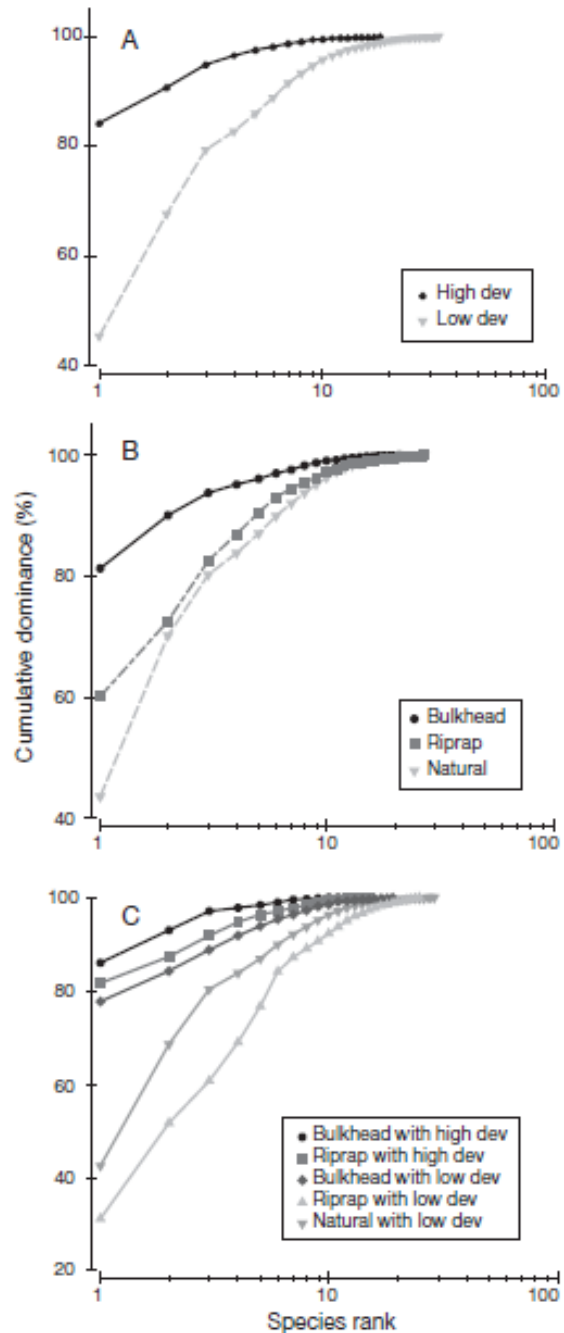 A
100
80
60
40
High dev
Low dev
1
10
100
B
100
80
60
40
Bulkhead
Riprap
Natural
1
10
100
Cumulative dominance (%)
C
100
80
60
40
20
Bulkhead with high dev
Riprap with high dev
Bulkhead with low dev
Riprap with low dev
Natural with low dev
1
10
100
Species rank